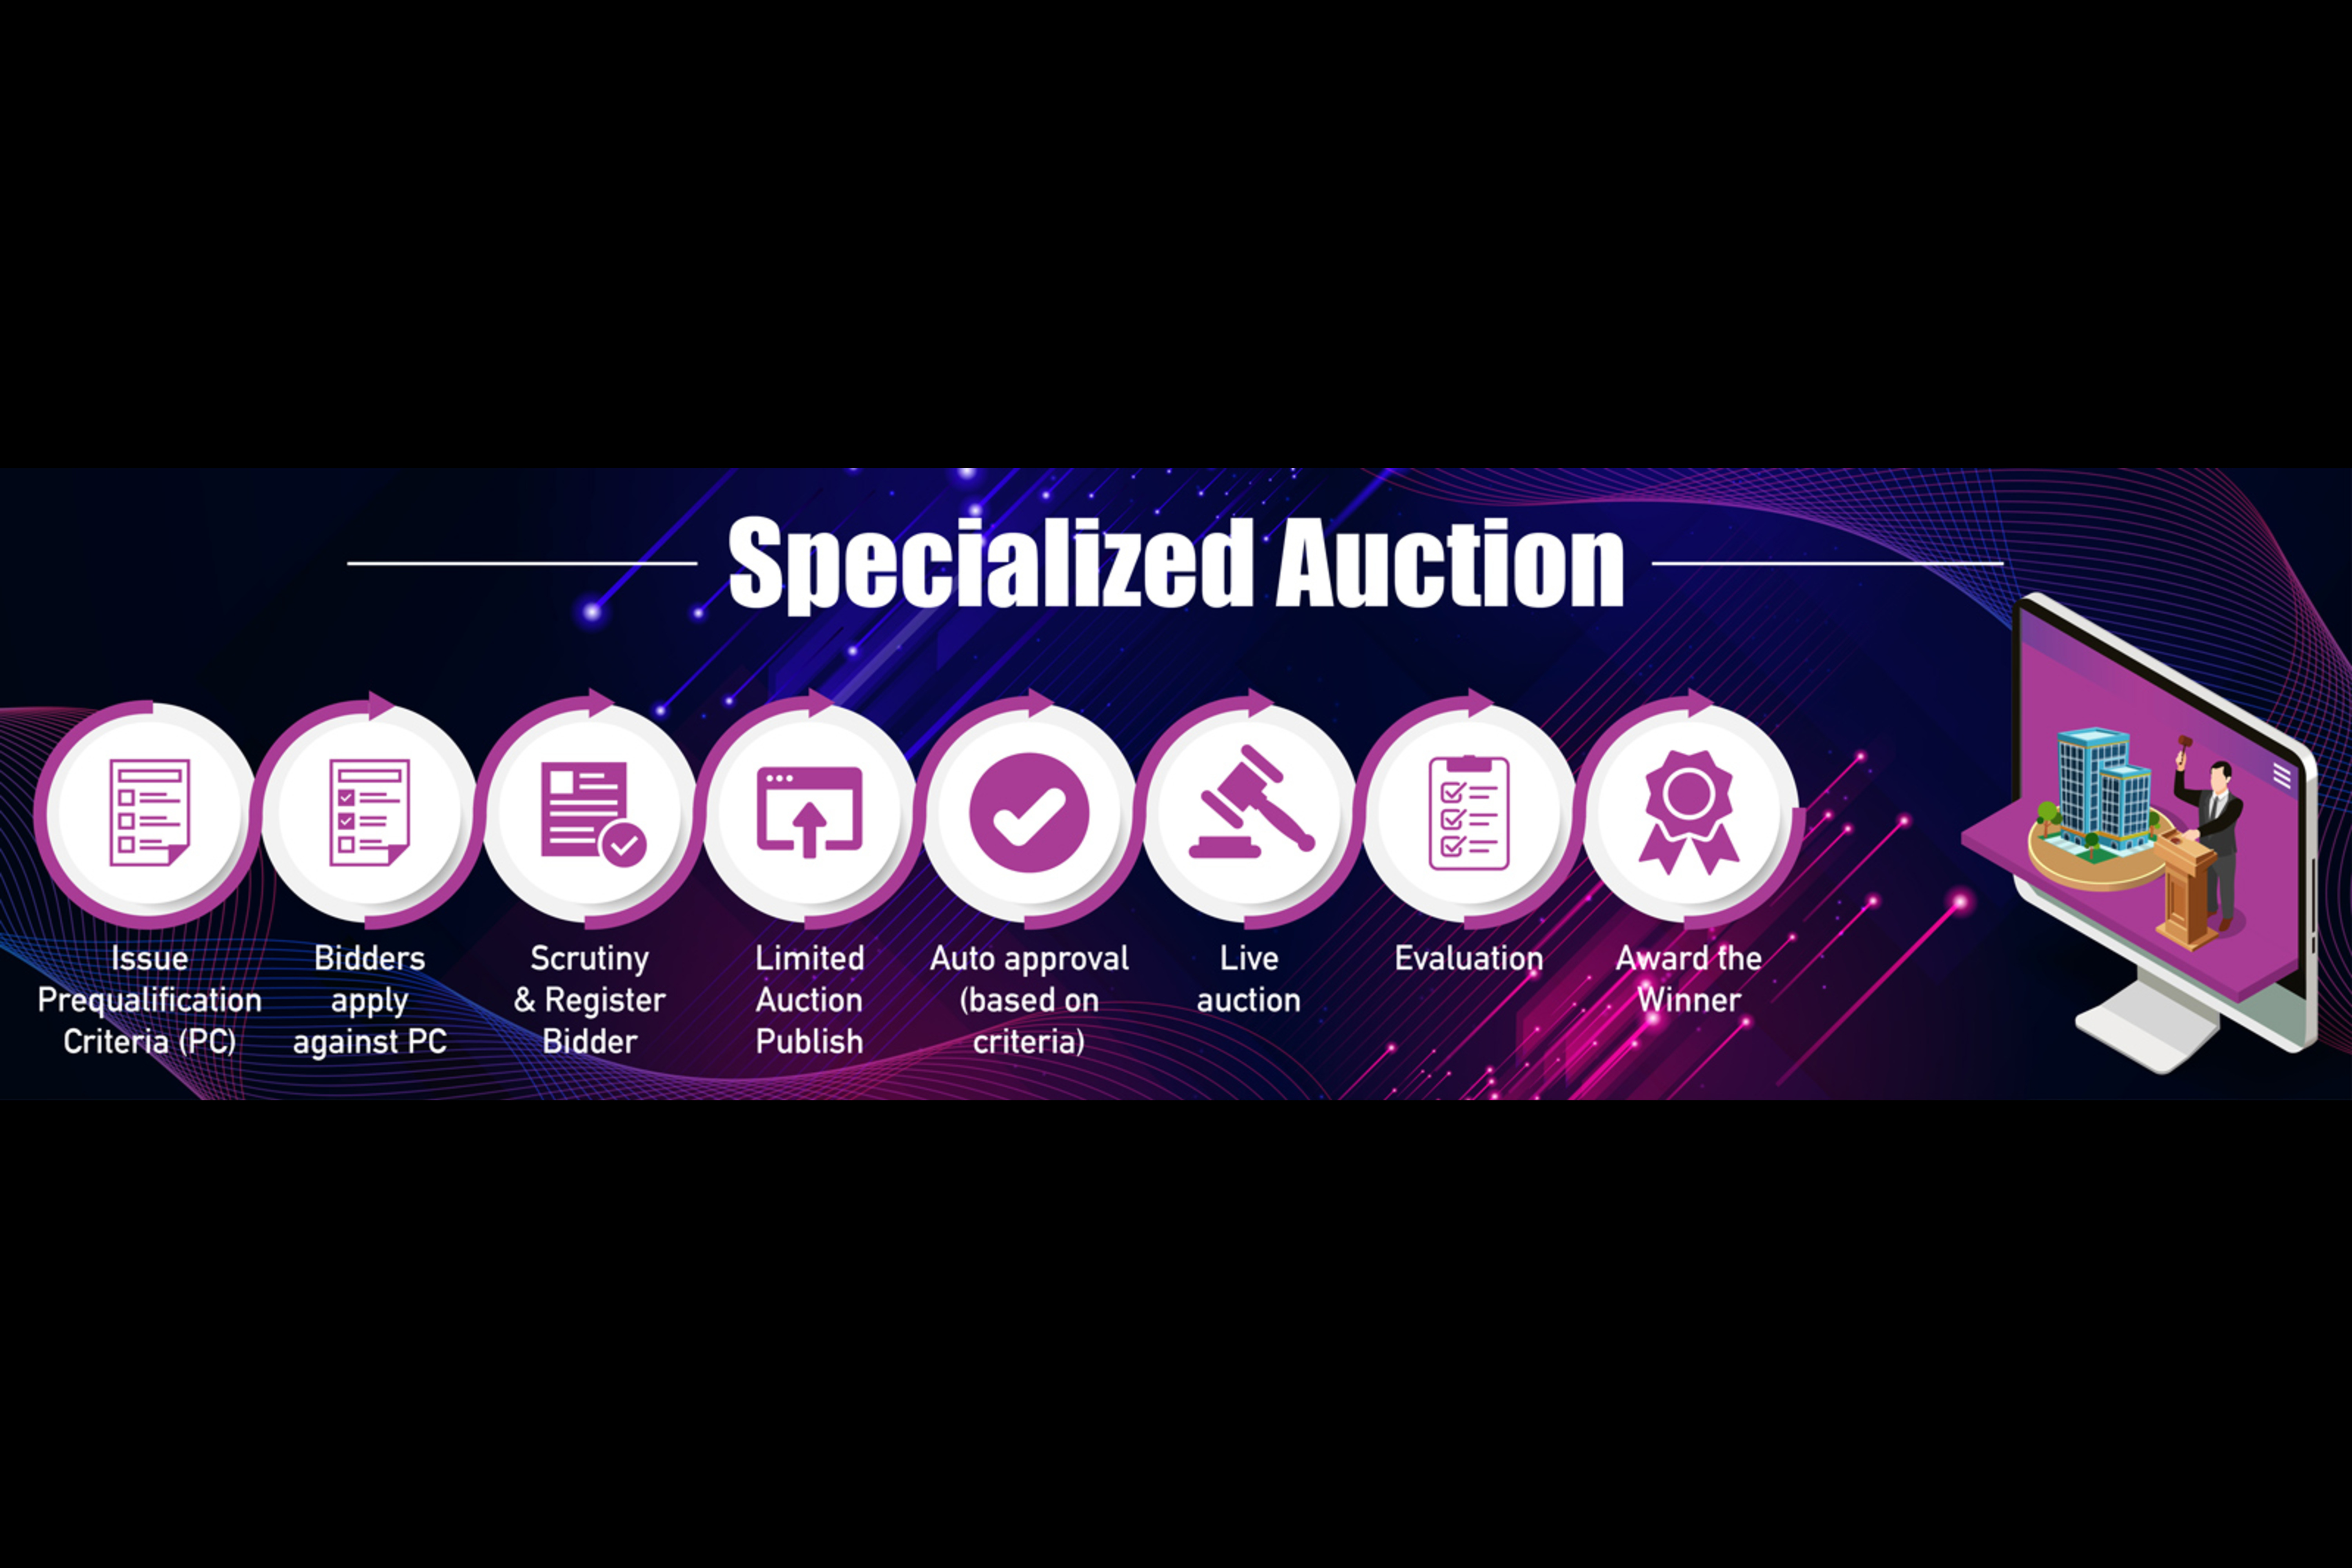 Specialized Auction
Issue
Prequalification
Criteria (PC)
Bidders
apply
against PC
Scrutiny
& Register
Bidder
Limited
Auction
Publish
Auto approval
(based on
criteria)
Live
auction
Evaluation
Award the
Winner